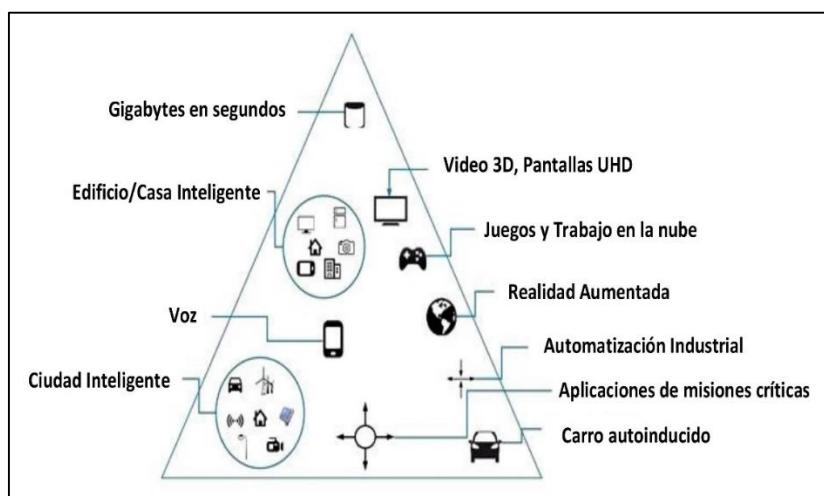 Gigabytes en segundos
Video 3D, Pantallas UHD
Edificio/Casa Inteligente
Juegos y Trabajo en la nube
Realidad Aumentada
Voz
Automatización Industrial
Ciudad Inteligente
Aplicaciones de misiones críticas
Carro autoinducido